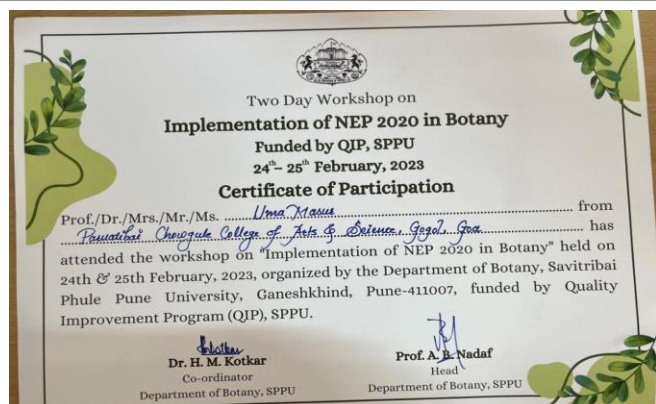 Two Day Workshop on
Implementation of NEP 2020 in Botany
Funded by QIP, SPPU
24th – 25th February, 2023
Certificate of Participation
Prof./Dr./Mrs./Mr./Ms. Uma Masur from
Parvatibai Chowgule College of Arts & Science, Gogol, Goa has
attended the workshop on "Implementation of NEP 2020 in Botany" held on
24th & 25th February, 2023, organized by the Department of Botany, Savitribai
Phule Pune University, Ganeshkhind, Pune-411007, funded by Quality
Improvement Program (QIP), SPPU.
Dr. H. M. Kotkar
Co-ordinator
Department of Botany, SPPU
Prof. A. B. Nadaf
Head
Department of Botany, SPPU